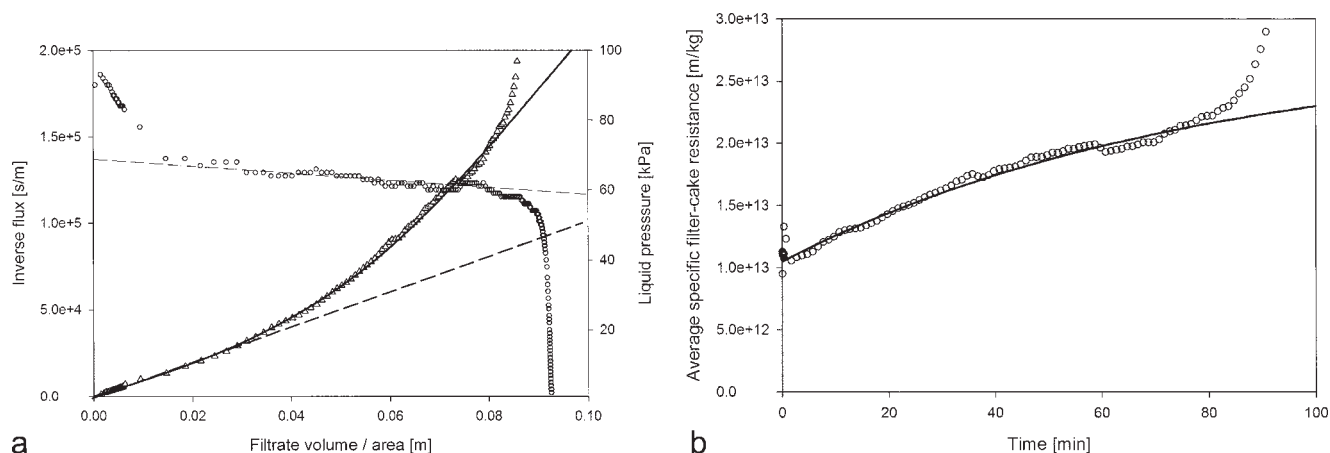 2.0e+5
1.5e+5
1.0e+5
5.0e+4
0.0
Inverse flux [s/m]
100
80
60
40
20
0
Liquid presssure [kPa]
0.00 0.02 0.04 0.06 0.08 0.10
Filtrate volume / area [m]
a
3.0e+13
2.5e+13
2.0e+13
1.5e+13
1.0e+13
5.0e+12
0.0
Average specific filter-cake resistance [m/kg]
0 20 40 60 80 100
Time [min]
b